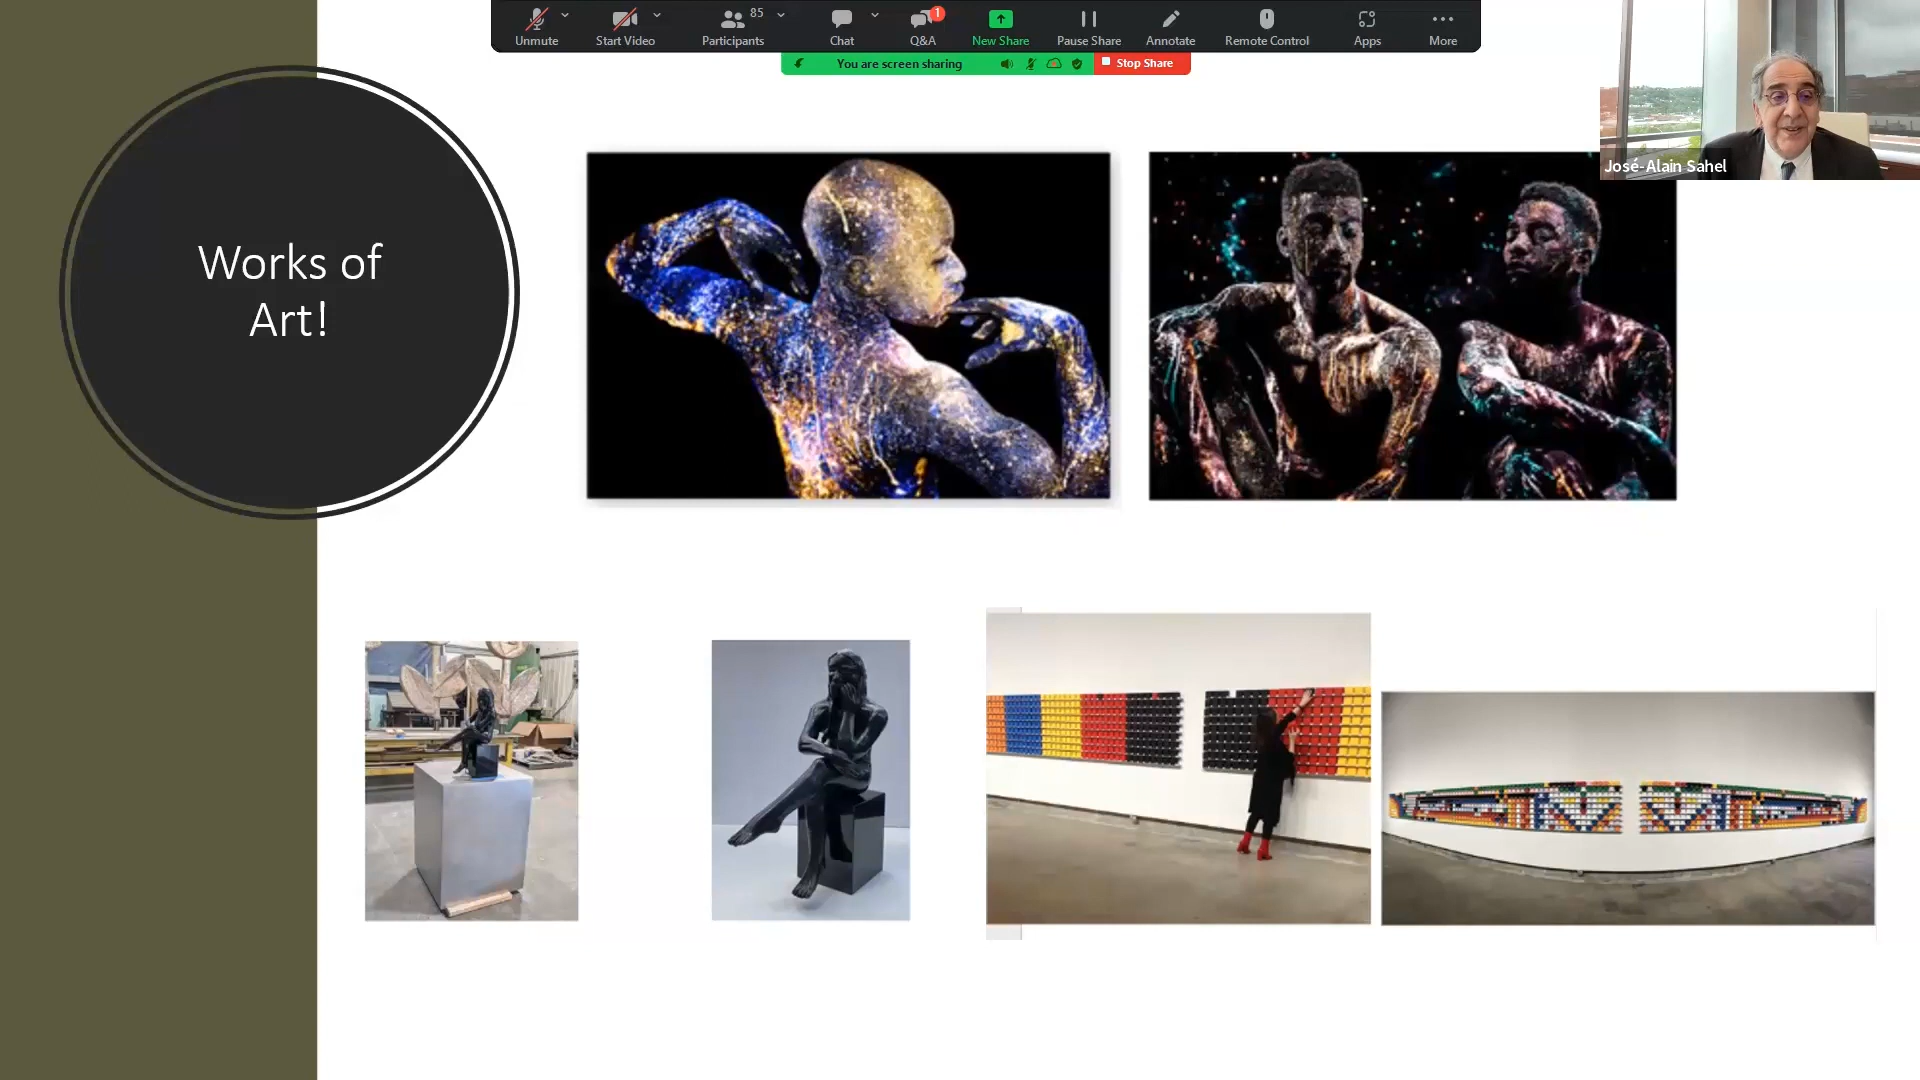 Unmute
Start Video
85
Participants
Chat
1
Q&A
New Share
Pause Share
Annotate
Remote Control
Apps
More
You are screen sharing
Stop Share
José-Alain Sahel
Works of
Art!